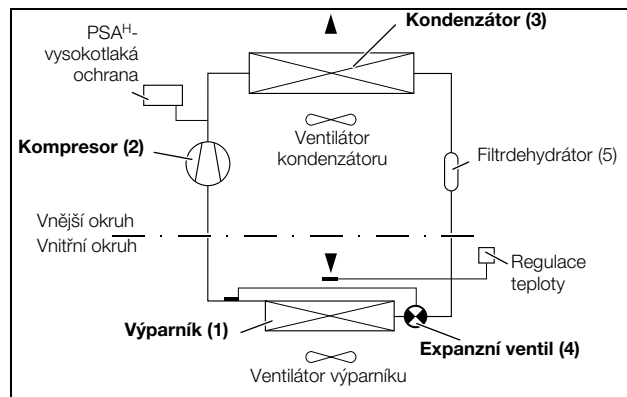 Kondenzátor (3)
PSAᴴ-
vysokotlaká
ochrana
Kompresor (2)
Ventilátor
kondenzátoru
Filtrdehydrátor (5)
Vnější okruh
Vnitřní okruh
Regulace
teploty
Výparník (1)
Expanzní ventil (4)
Ventilátor výparníku